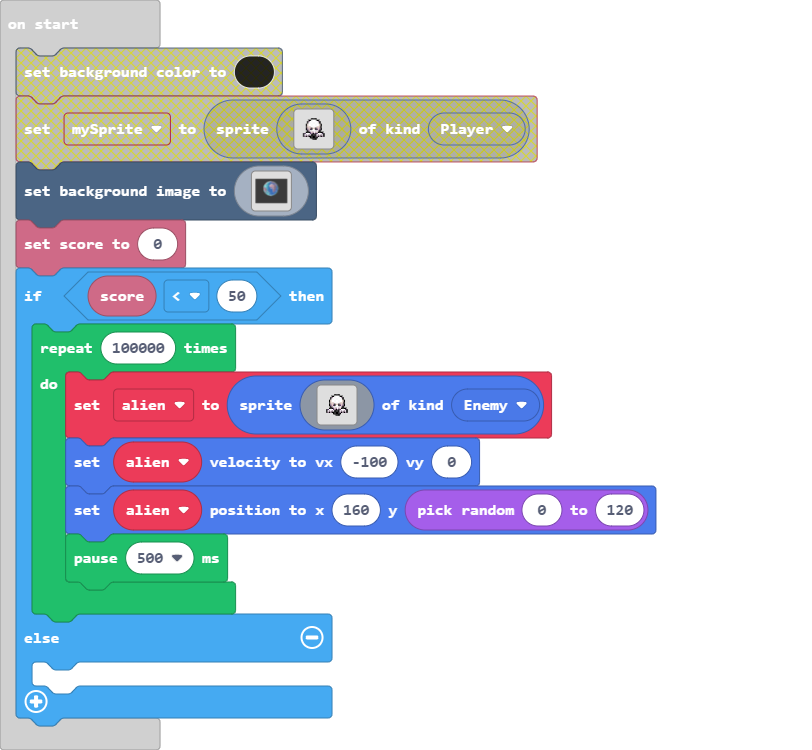 on start
set background color to
set mySprite to sprite of kind Player
set background image to
set score to 0
if score < 50 then
repeat 100000 times
do
set alien to sprite of kind Enemy
set alien velocity to vx -100 vy 0
set alien position to x 160 y pick random 0 to 120
pause 500 ms
else